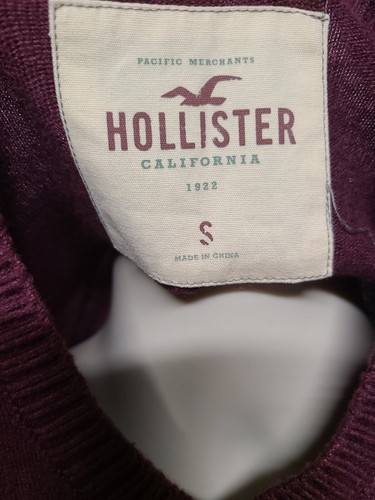 PACIFIC MERCHANTS
HOLLISTER
CALIFORNIA
1922
S
MADE IN CHINA